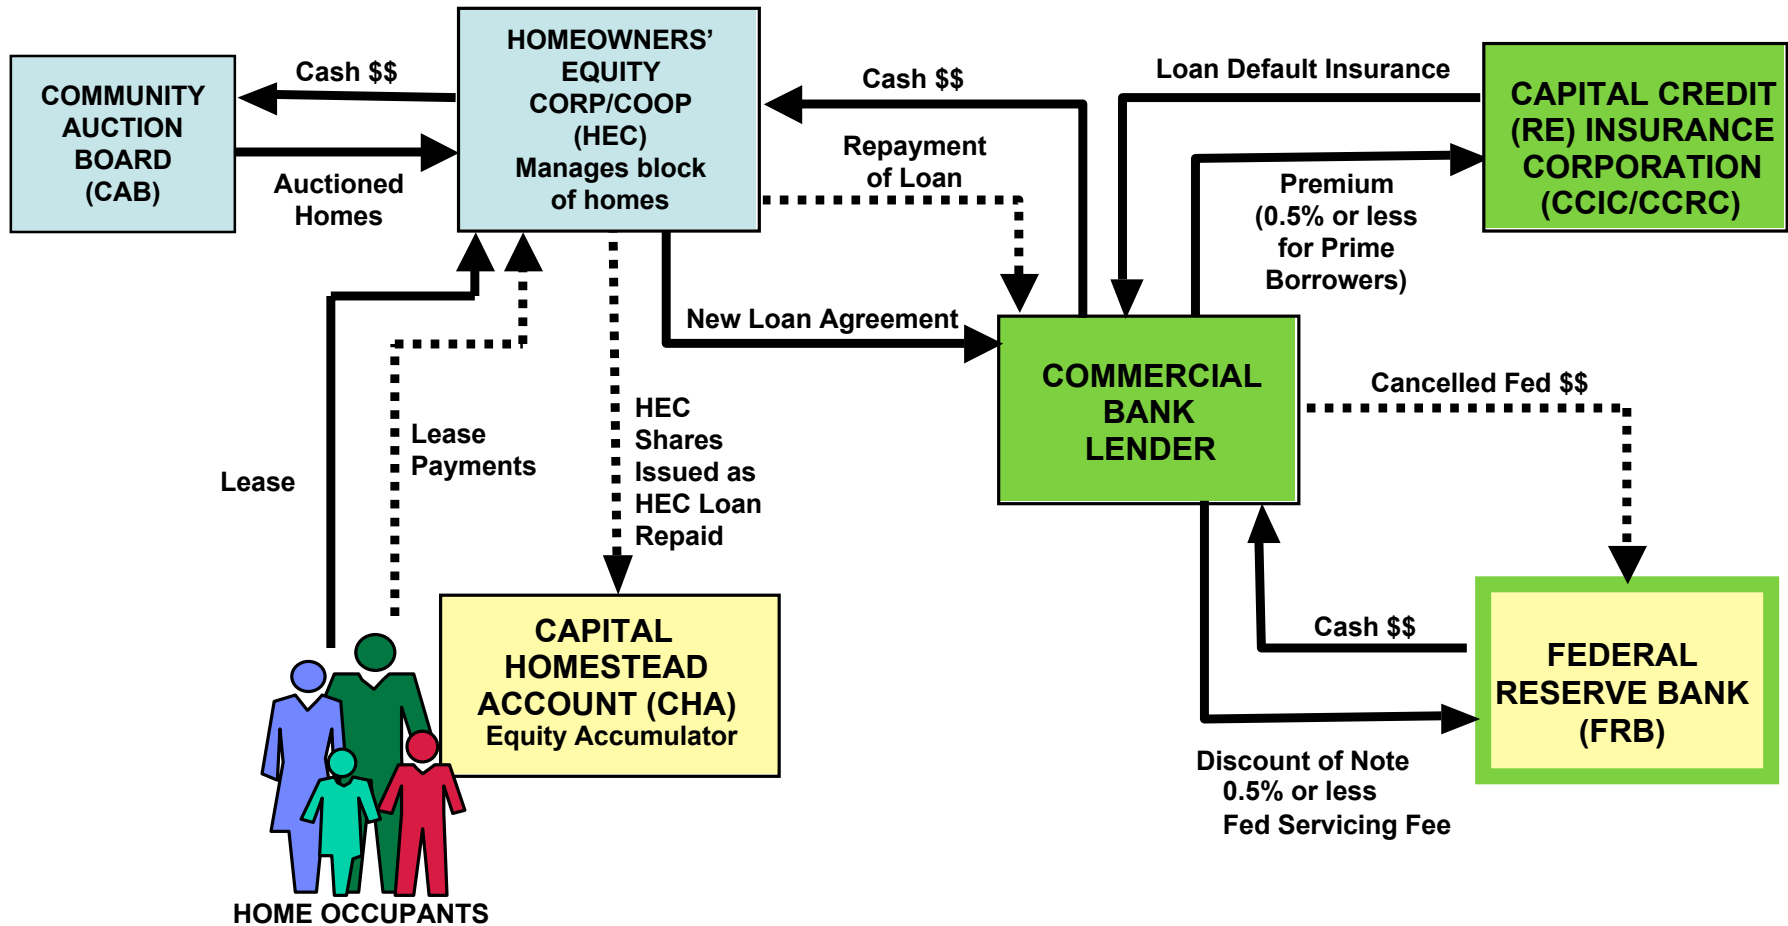 COMMUNITY
AUCTION
BOARD
(CAB)
Cash $$
Auctioned
Homes
HOMEOWNERS’
EQUITY
CORP/COOP
(HEC)
Manages block
of homes
Cash $$
Repayment
of Loan
Loan Default Insurance
CAPITAL CREDIT
(RE) INSURANCE
CORPORATION
(CCIC/CCRC)
Premium
(0.5% or less
for Prime
Borrowers)
New Loan Agreement
COMMERCIAL
BANK
LENDER
Cancelled Fed $$
Lease
Lease
Payments
HEC
Shares
Issued as
HEC Loan
Repaid
CAPITAL
HOMESTEAD
ACCOUNT (CHA)
Equity Accumulator
Cash $$
FEDERAL
RESERVE BANK
(FRB)
Discount of Note
0.5% or less
Fed Servicing Fee
HOME OCCUPANTS